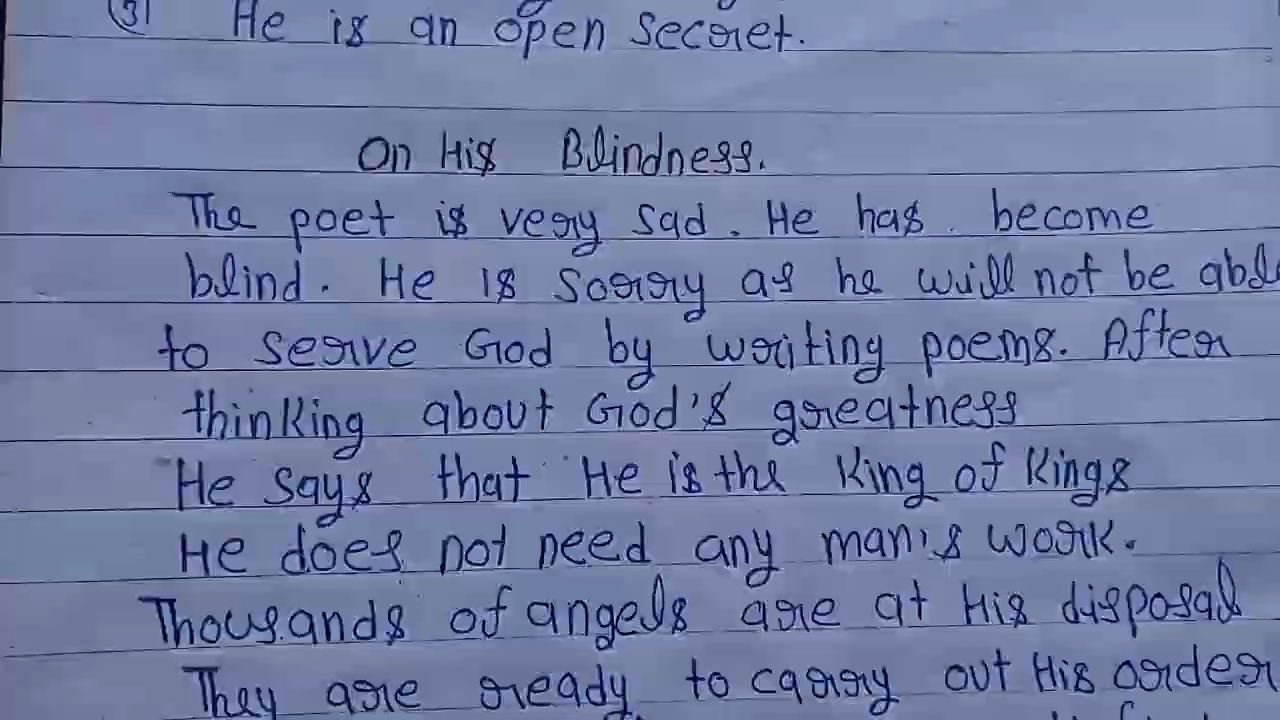 (3) He is an open secret.
On His Blindness.
The poet is very sad. He has become
blind. He is sorry as he will not be abl
to serve God by writing poems. After
thinking about God's greatness
He says that He is the King of Kings
He does not need any man's work.
Thousands of angels are at His disposal
They are ready to carry out His order